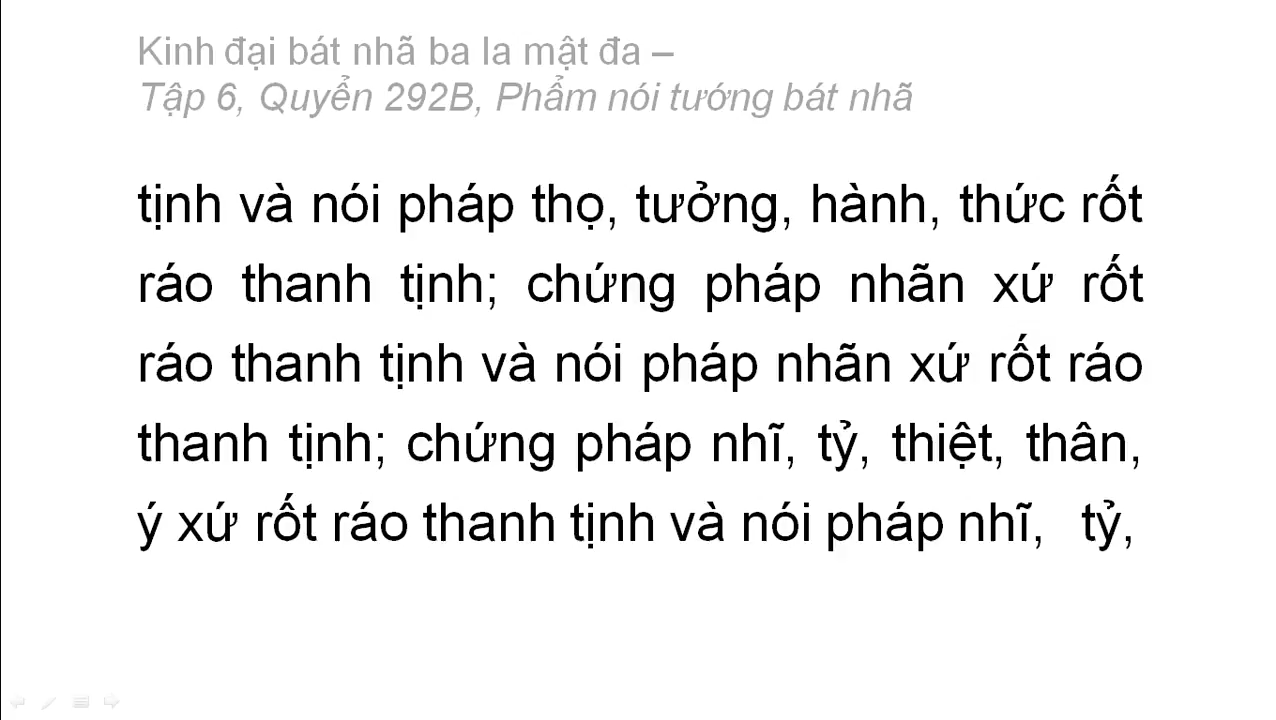 Kinh đại bát nhã ba la mật đa –
Tập 6, Quyển 292B, Phẩm nói tướng bát nhã
tịnh và nói pháp thọ, tưởng, hành, thức rốt
ráo thanh tịnh; chứng pháp nhãn xứ rốt
ráo thanh tịnh và nói pháp nhãn xứ rốt ráo
thanh tịnh; chứng pháp nhĩ, tỷ, thiệt, thân,
ý xứ rốt ráo thanh tịnh và nói pháp nhĩ, tỷ,